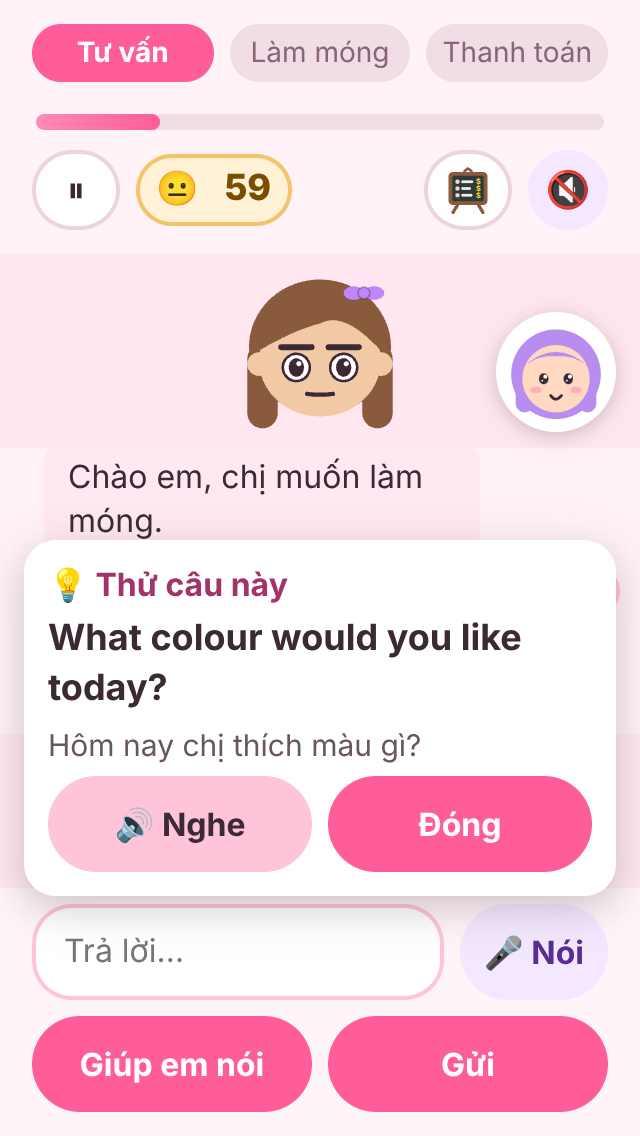 Tư vấn
Làm móng
Thanh toán
59
Chào em, chị muốn làm
móng.
Thử câu này
What colour would you like
today?
Hôm nay chị thích màu gì?
Nghe
Đóng
Trả lời...
Nói
Giúp em nói
Gửi